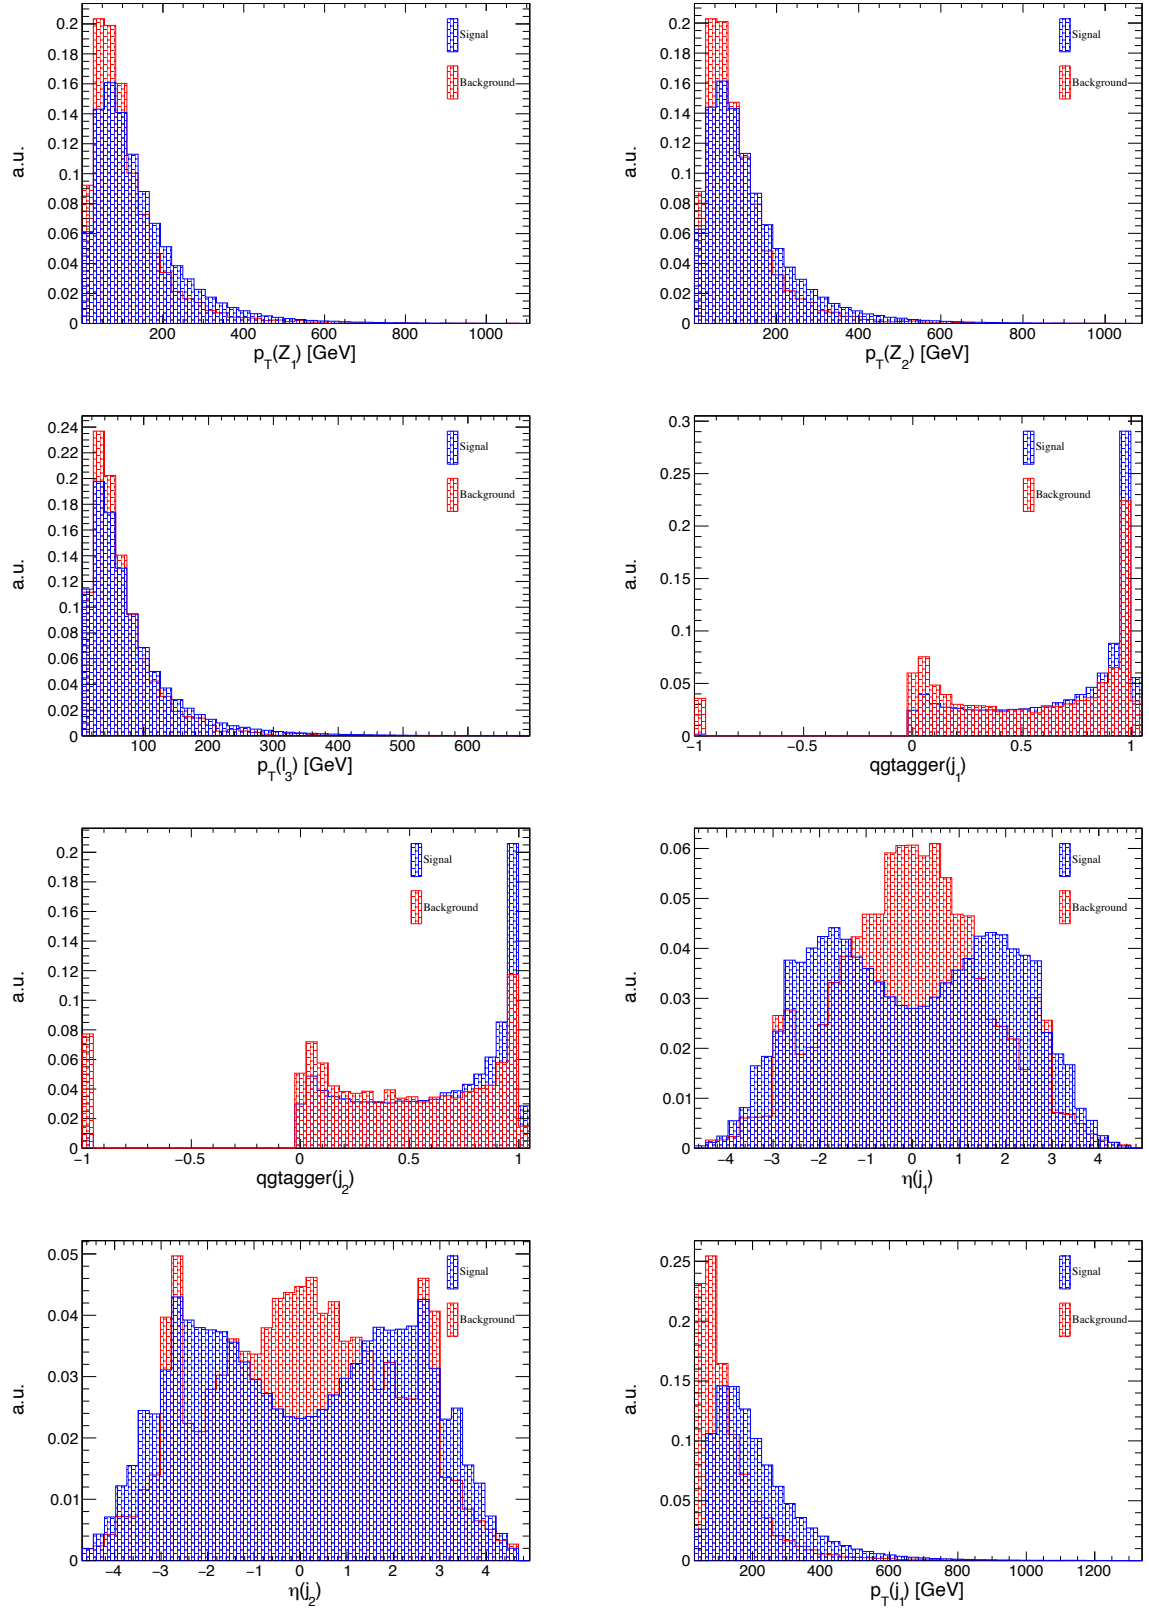 0.2
0.18
0.16
0.14
0.12
0.1
0.08
0.06
0.04
0.02
0
a.u.
Signal
Background
200 400 600 800 1000
p_T(Z_1) [GeV]
0.2
0.18
0.16
0.14
0.12
0.1
0.08
0.06
0.04
0.02
0
a.u.
Signal
Background
200 400 600 800 1000
p_T(Z_2) [GeV]
0.24
0.22
0.2
0.18
0.16
0.14
0.12
0.1
0.08
0.06
0.04
0.02
0
a.u.
Signal
Background
100 200 300 400 500 600
p_T(l_3) [GeV]
0.3
0.25
0.2
0.15
0.1
0.05
0
a.u.
Signal
Background
−1 −0.5 0 0.5 1
qgtagger(j_1)
0.2
0.18
0.16
0.14
0.12
0.1
0.08
0.06
0.04
0.02
0
a.u.
Signal
Background
−1 −0.5 0 0.5 1
qgtagger(j_2)
0.06
0.05
0.04
0.03
0.02
0.01
0
a.u.
Signal
Background
−4 −3 −2 −1 0 1 2 3 4
η(j_1)
0.05
0.04
0.03
0.02
0.01
0
a.u.
Signal
Background
−4 −3 −2 −1 0 1 2 3 4
η(j_2)
0.25
0.2
0.15
0.1
0.05
0
a.u.
Signal
Background
200 400 600 800 1000 1200
p_T(j_1) [GeV]